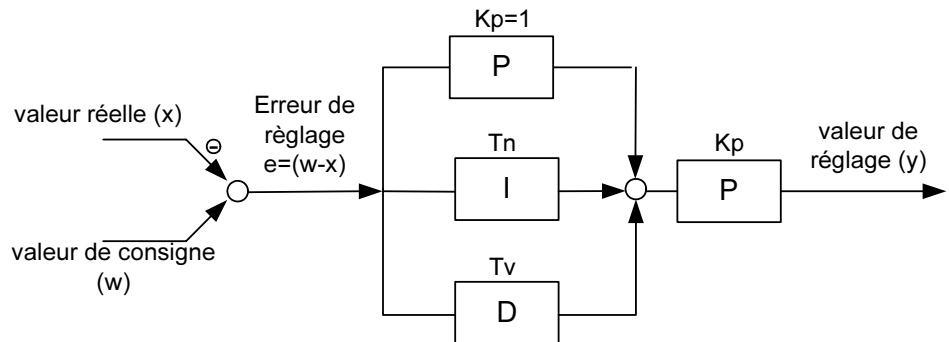 Kp=1
P
valeur réelle (x)
⊖
Erreur de
règlage
e=(w-x)
Tn
I
Kp
P
valeur de
réglage (y)
valeur de consigne
(w)
Tv
D